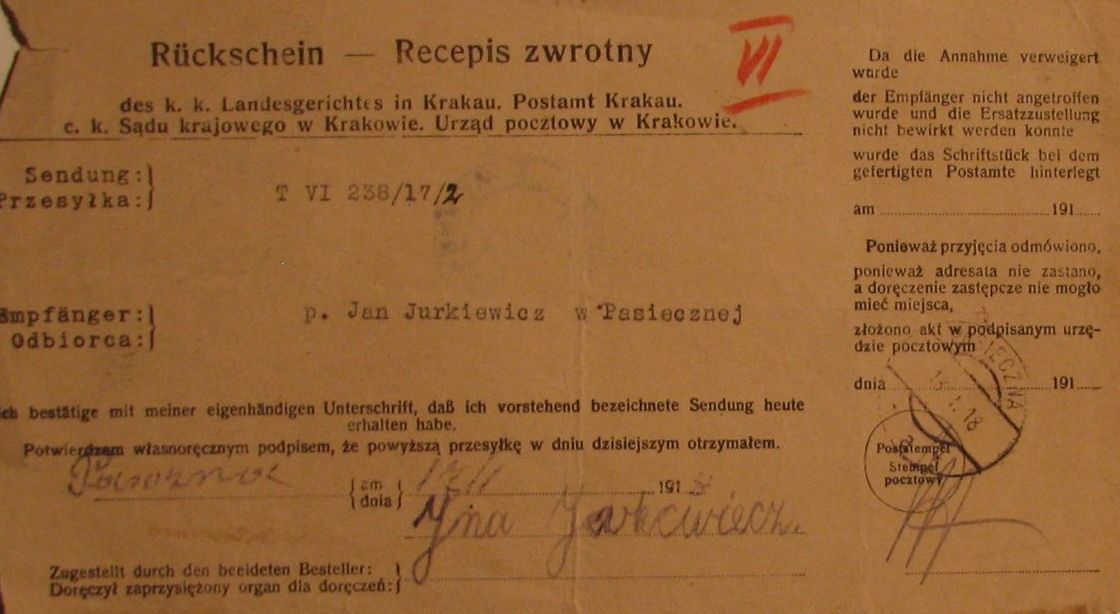 Rückschein — Recepis zwrotny
VI
des k. k. Landesgerichtes in Krakau. Postamt Krakau.
c. k. Sądu krajowego w Krakowie. Urząd pocztowy w Krakowie.
Sendung:
Przesyłka:
T VI 238/17/2
Empfänger:
Odbiorca:
p. Jan Jurkiewicz w Pasiecznej
ich bestätige mit meiner eigenhändigen Unterschrift, daß ich vorstehend bezeichnete Sendung heute
erhalten habe.
Potwierdzam własnoręcznym podpisem, że powyższą przesyłkę w dniu dzisiejszym otrzymałem.
am
dnia
191
Jna Jurkewiecz.
Zugestellt durch den beeideten Besteller:
Doręczył zaprzysiężony organ dla doręczeń:
Da die Annahme verweigert
wurde
der Empfänger nicht angetroffen
wurde und die Ersatzzustellung
nicht bewirkt werden konnte
wurde das Schriftstück bei dem
gefertigten Postamte hinterlegt
am 191
Ponieważ przyjęcia odmówiono,
ponieważ adresata nie zastano,
a doręczenie zastępcze nie mogło
mieć miejsca,
złożono akt w podpisanym urzę-
dzie pocztowym
dnia 191
Poststempel
Stempel
pocztowy